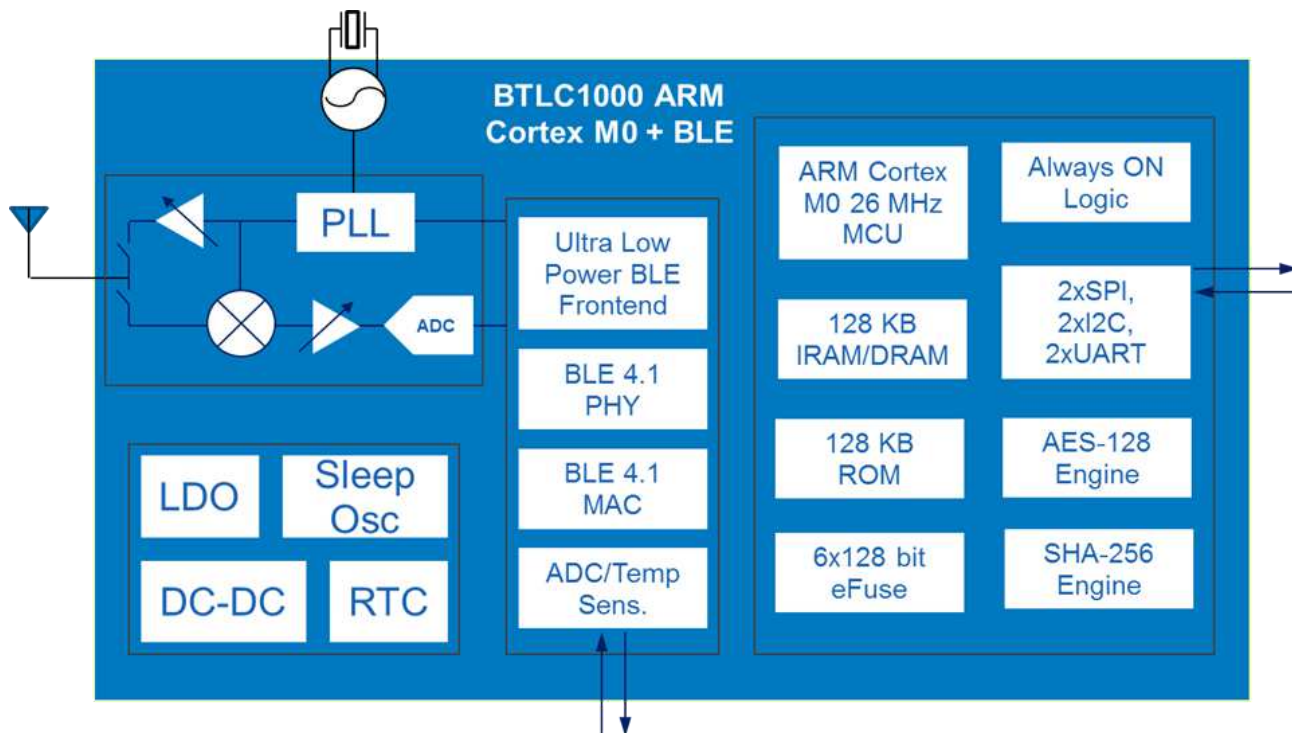 BTLC1000 ARM
Cortex M0 + BLE
PLL
ADC
LDO
Sleep
Osc
DC-DC
RTC
Ultra Low
Power BLE
Frontend
BLE 4.1
PHY
BLE 4.1
MAC
ADC/Temp
Sens.
ARM Cortex
M0 26 MHz
MCU
128 KB
IRAM/DRAM
128 KB
ROM
6x128 bit
eFuse
Always ON
Logic
2xSPI,
2xI2C,
2xUART
AES-128
Engine
SHA-256
Engine